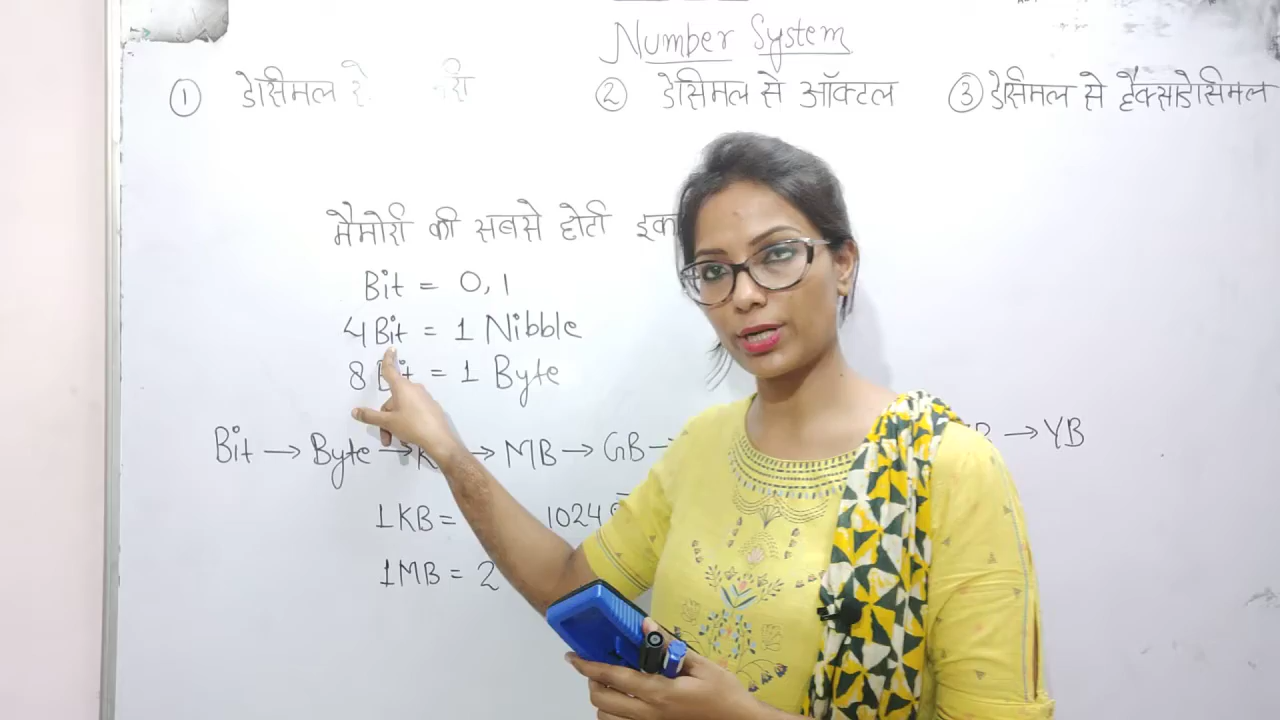 Number System
① डेसिमल ② डेसिमल से ऑक्टल ③ डेसिमल से हैक्साडेसिमल
मैमोरी की सबसे छोटी
Bit = 0, 1
4 Bit = 1 Nibble
8 Bit = 1 Byte
Bit → Byte → → MB → GB → → YB
1KB = 1024
1MB = 2